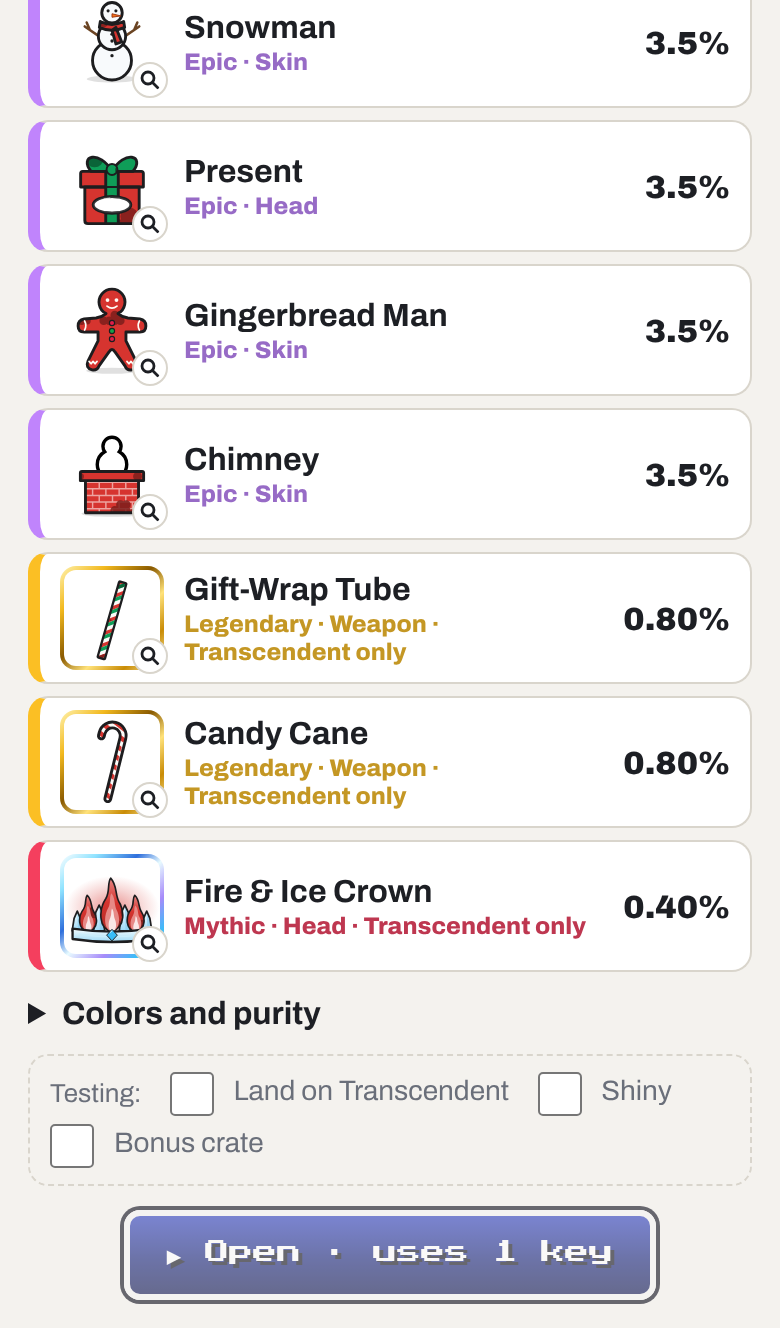 Snowman
Epic · Skin
3.5%
Present
Epic · Head
3.5%
Gingerbread Man
Epic · Skin
3.5%
Chimney
Epic · Skin
3.5%
Gift-Wrap Tube
Legendary · Weapon ·
Transcendent only
0.80%
Candy Cane
Legendary · Weapon ·
Transcendent only
0.80%
Fire & Ice Crown
Mythic · Head · Transcendent only
0.40%
Colors and purity
Testing: Land on Transcendent Shiny
Bonus crate
Open · uses 1 key